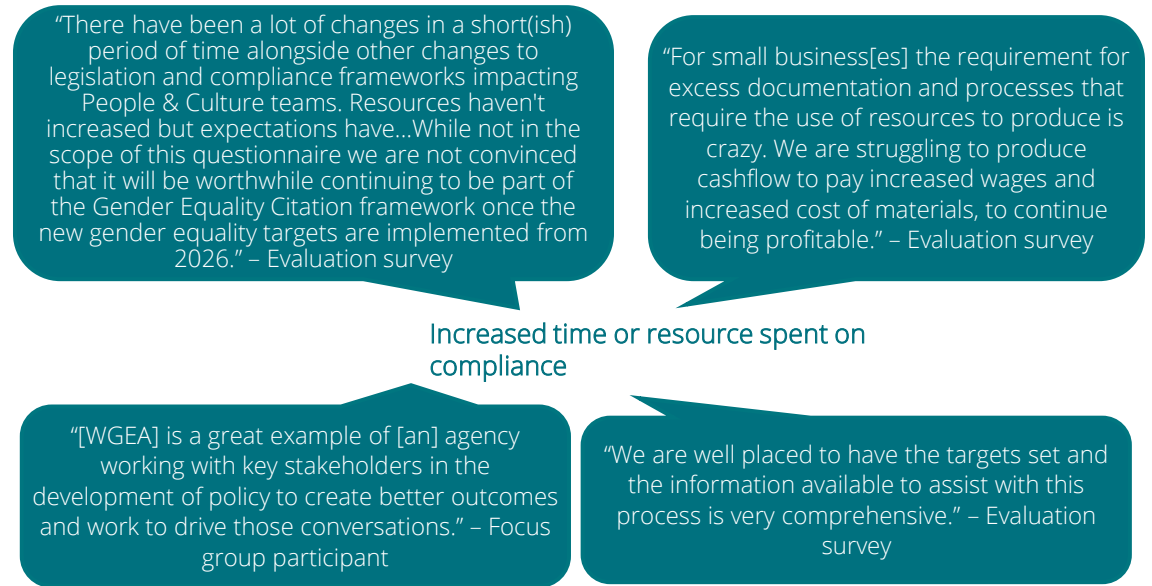 “There have been a lot of changes in a short(ish)
period of time alongside other changes to
legislation and compliance frameworks impacting
People & Culture teams. Resources haven't
increased but expectations have...While not in the
scope of this questionnaire we are not convinced
that it will be worthwhile continuing to be part of
the Gender Equality Citation framework once the
new gender equality targets are implemented from
2026.” – Evaluation survey
“For small business[es] the requirement for
excess documentation and processes that
require the use of resources to produce is
crazy. We are struggling to produce
cashflow to pay increased wages and
increased cost of materials, to continue
being profitable.” – Evaluation survey
Increased time or resource spent on
compliance
“[WGEA] is a great example of [an] agency
working with key stakeholders in the
development of policy to create better outcomes
and work to drive those conversations.” – Focus
group participant
“We are well placed to have the targets set and
the information available to assist with this
process is very comprehensive.” – Evaluation
survey